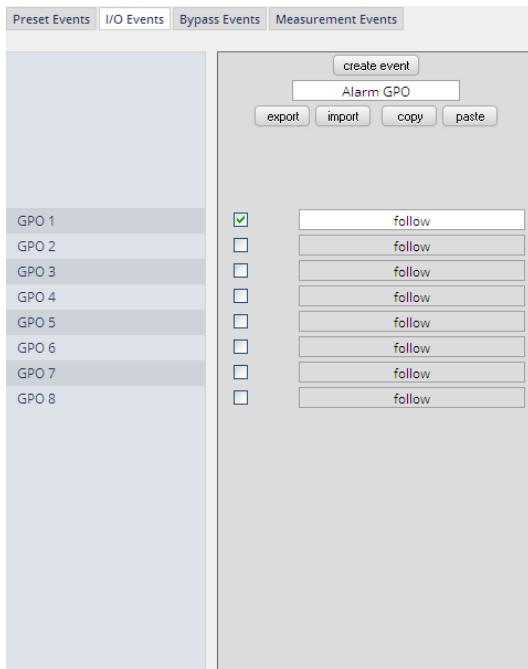 Preset Events I/O Events Bypass Events Measurement Events
create event
Alarm GPO
export import copy paste
GPO 1 follow
GPO 2 follow
GPO 3 follow
GPO 4 follow
GPO 5 follow
GPO 6 follow
GPO 7 follow
GPO 8 follow